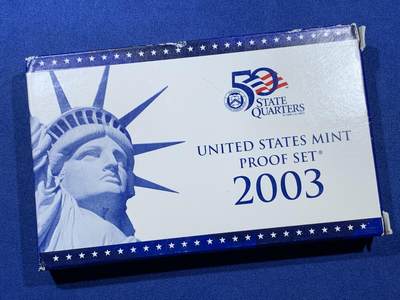 50
STATE
QUARTERS
UNITED STATES MINT
PROOF SET®
2003